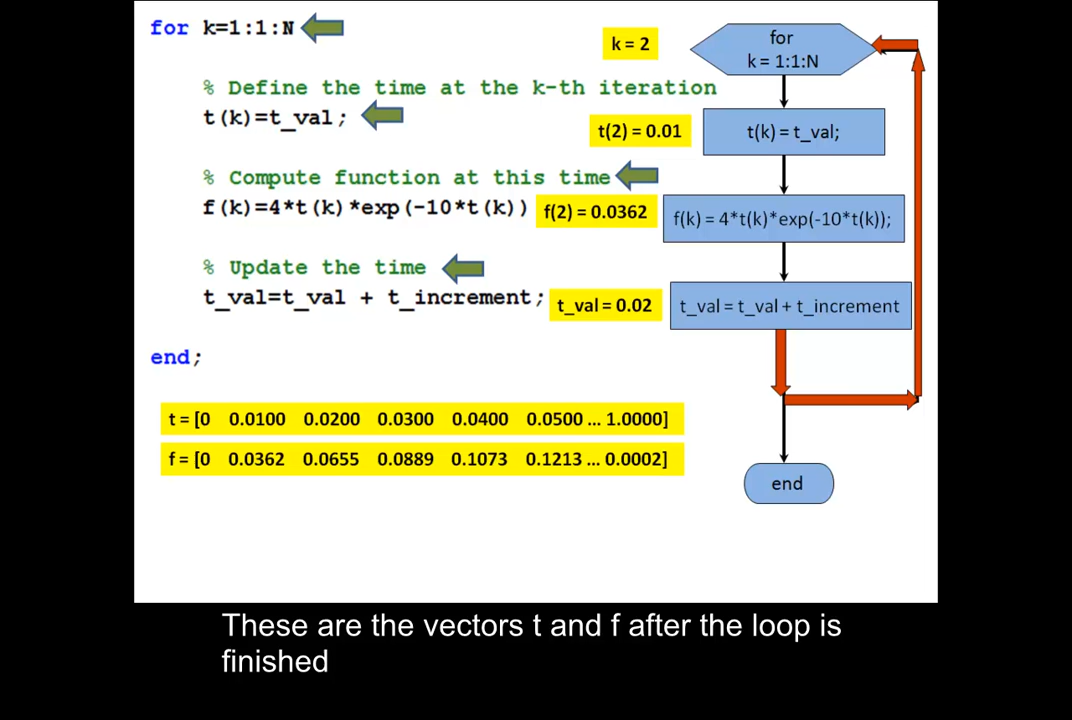 for k=1:1:N
% Define the time at the k-th iteration
t(k)=t_val;
% Compute function at this time
f(k)=4*t(k)*exp(-10*t(k))
% Update the time
t_val=t_val + t_increment;
end;
k = 2
t(2) = 0.01
f(2) = 0.0362
t_val = 0.02
for
k = 1:1:N
t(k) = t_val;
f(k) = 4*t(k)*exp(-10*t(k));
t_val = t_val + t_increment
end
t = [0 0.0100 0.0200 0.0300 0.0400 0.0500 ... 1.0000]
f = [0 0.0362 0.0655 0.0889 0.1073 0.1213 ... 0.0002]
These are the vectors t and f after the loop is
finished